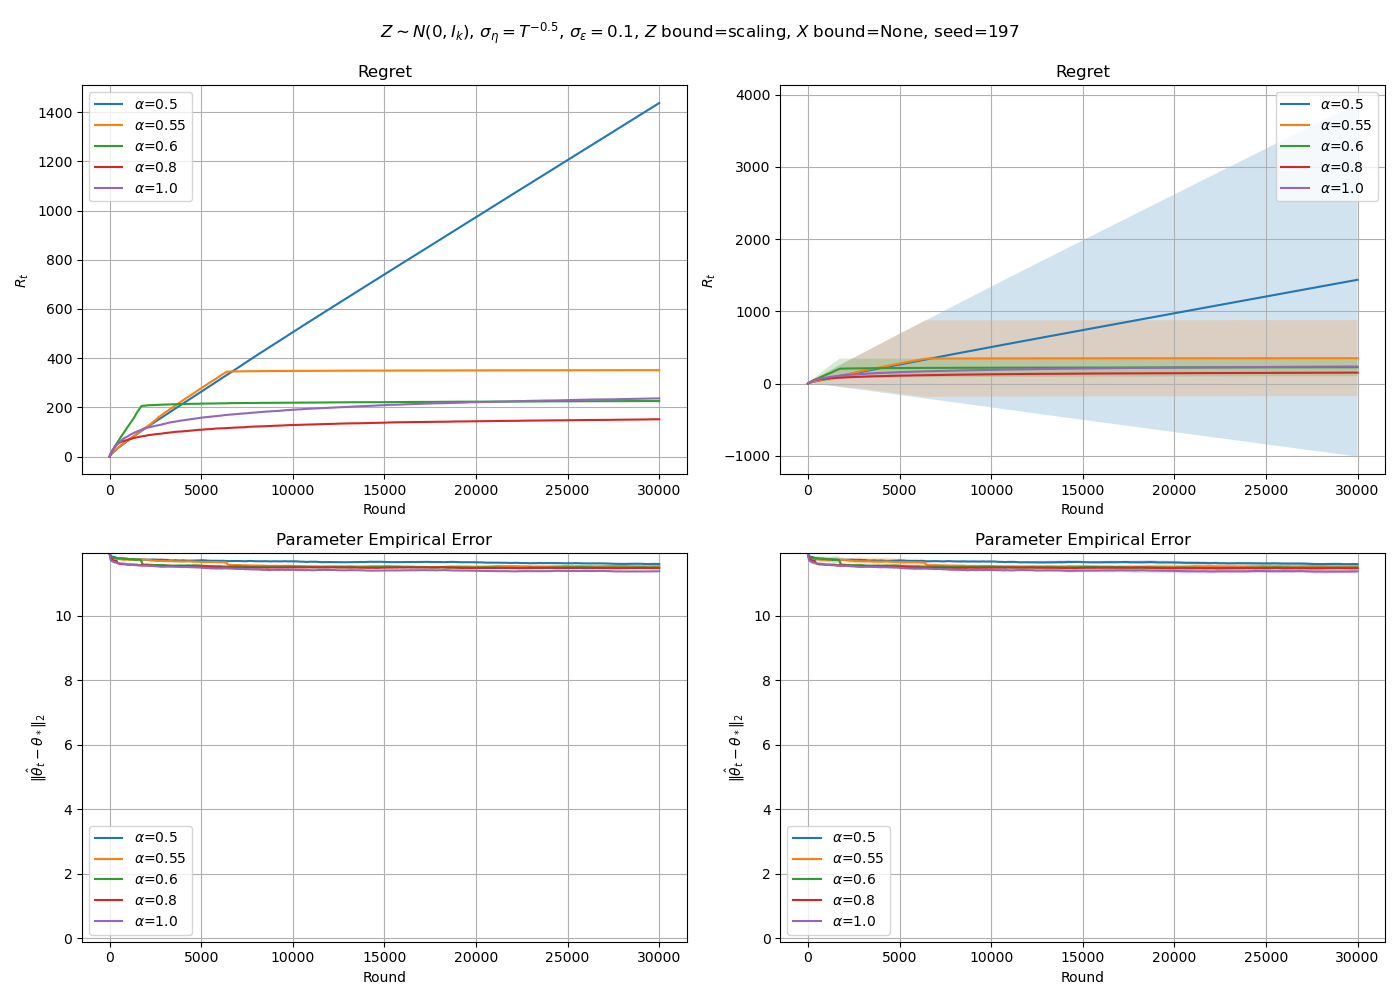 Z ∼ N(0, I_k), σ_η = T^{−0.5}, σ_ε = 0.1, Z bound=scaling, X bound=None, seed=197
Regret
R_t
1400
1200
1000
800
600
400
200
0
α=0.5
α=0.55
α=0.6
α=0.8
α=1.0
0 5000 10000 15000 20000 25000 30000
Round
Regret
R_t
4000
3000
2000
1000
0
−1000
α=0.5
α=0.55
α=0.6
α=0.8
α=1.0
0 5000 10000 15000 20000 25000 30000
Round
Parameter Empirical Error
‖θ̂_t − θ_*‖_2
10
8
6
4
2
0
α=0.5
α=0.55
α=0.6
α=0.8
α=1.0
0 5000 10000 15000 20000 25000 30000
Round
Parameter Empirical Error
‖θ̂_t − θ_*‖_2
10
8
6
4
2
0
α=0.5
α=0.55
α=0.6
α=0.8
α=1.0
0 5000 10000 15000 20000 25000 30000
Round